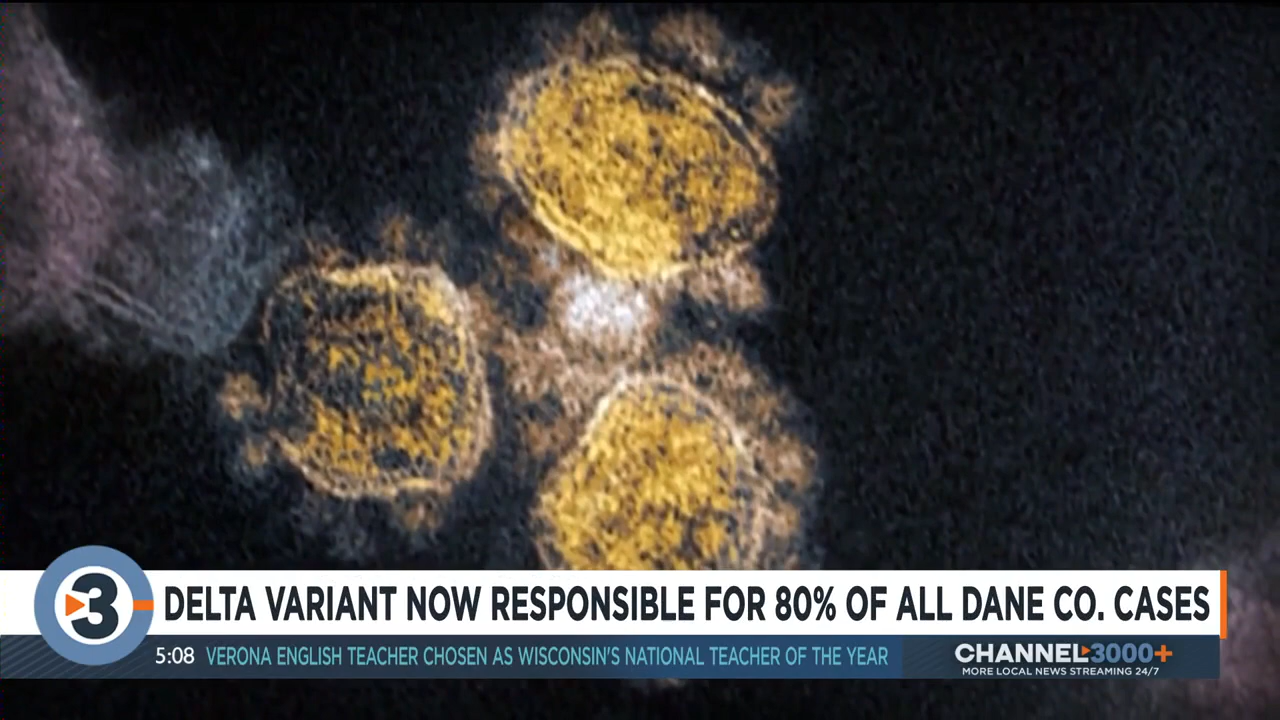 3
DELTA VARIANT NOW RESPONSIBLE FOR 80% OF ALL DANE CO. CASES
5:08 VERONA ENGLISH TEACHER CHOSEN AS WISCONSIN'S NATIONAL TEACHER OF THE YEAR
CHANNEL3000+
MORE LOCAL NEWS STREAMING 24/7